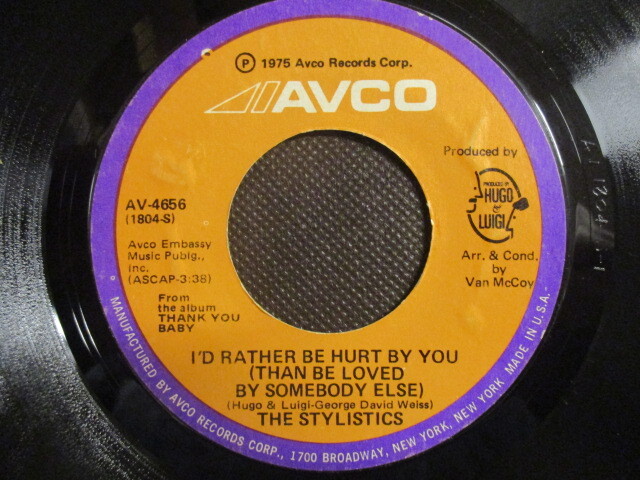 ℗ 1975 Avco Records Corp.
AVCO
Produced by
PRODUCED BY
HUGO
&
LUIGI
Arr. & Cond.
by
Van McCoy
AV-4656
(1804-S)
Avco Embassy
Music Publg.,
Inc.
(ASCAP-3:38)
From
the album
THANK YOU
BABY
I'D RATHER BE HURT BY YOU
(THAN BE LOVED
BY SOMEBODY ELSE)
(Hugo & Luigi-George David Weiss)
THE STYLISTICS
MANUFACTURED BY AVCO RECORDS CORP., 1700 BROADWAY, NEW YORK, NEW YORK, MADE IN U.S.A.-